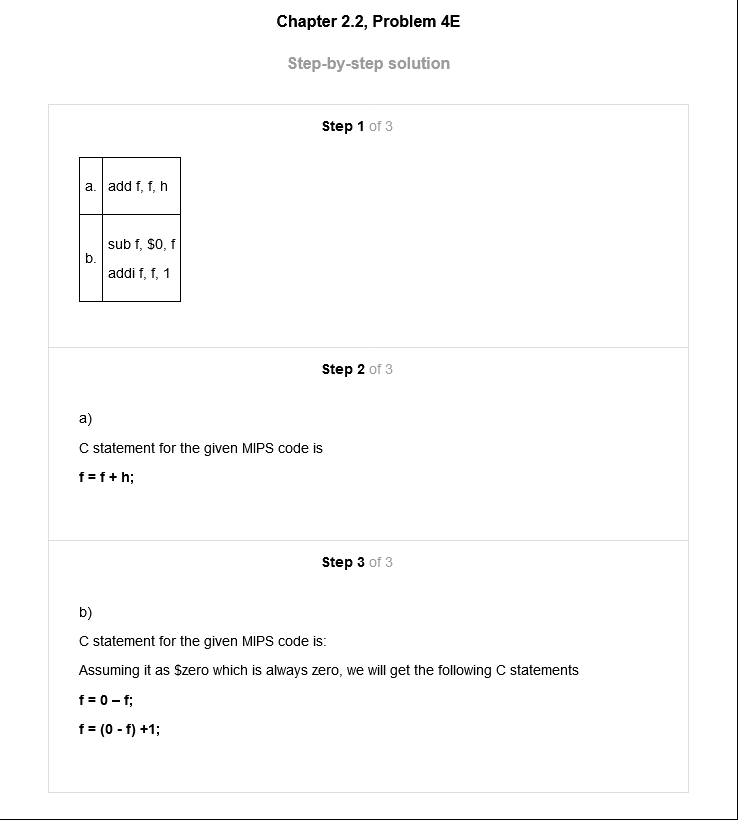 Chapter 2.2, Problem 4E
Step-by-step solution
Step 1 of 3
a. add f, f, h
b.
sub f, $0, f
addi f, f, 1
Step 2 of 3
a)
C statement for the given MIPS code is
f = f + h;
Step 3 of 3
b)
C statement for the given MIPS code is:
Assuming it as $zero which is always zero, we will get the following C statements
f = 0 – f;
f = (0 - f) +1;